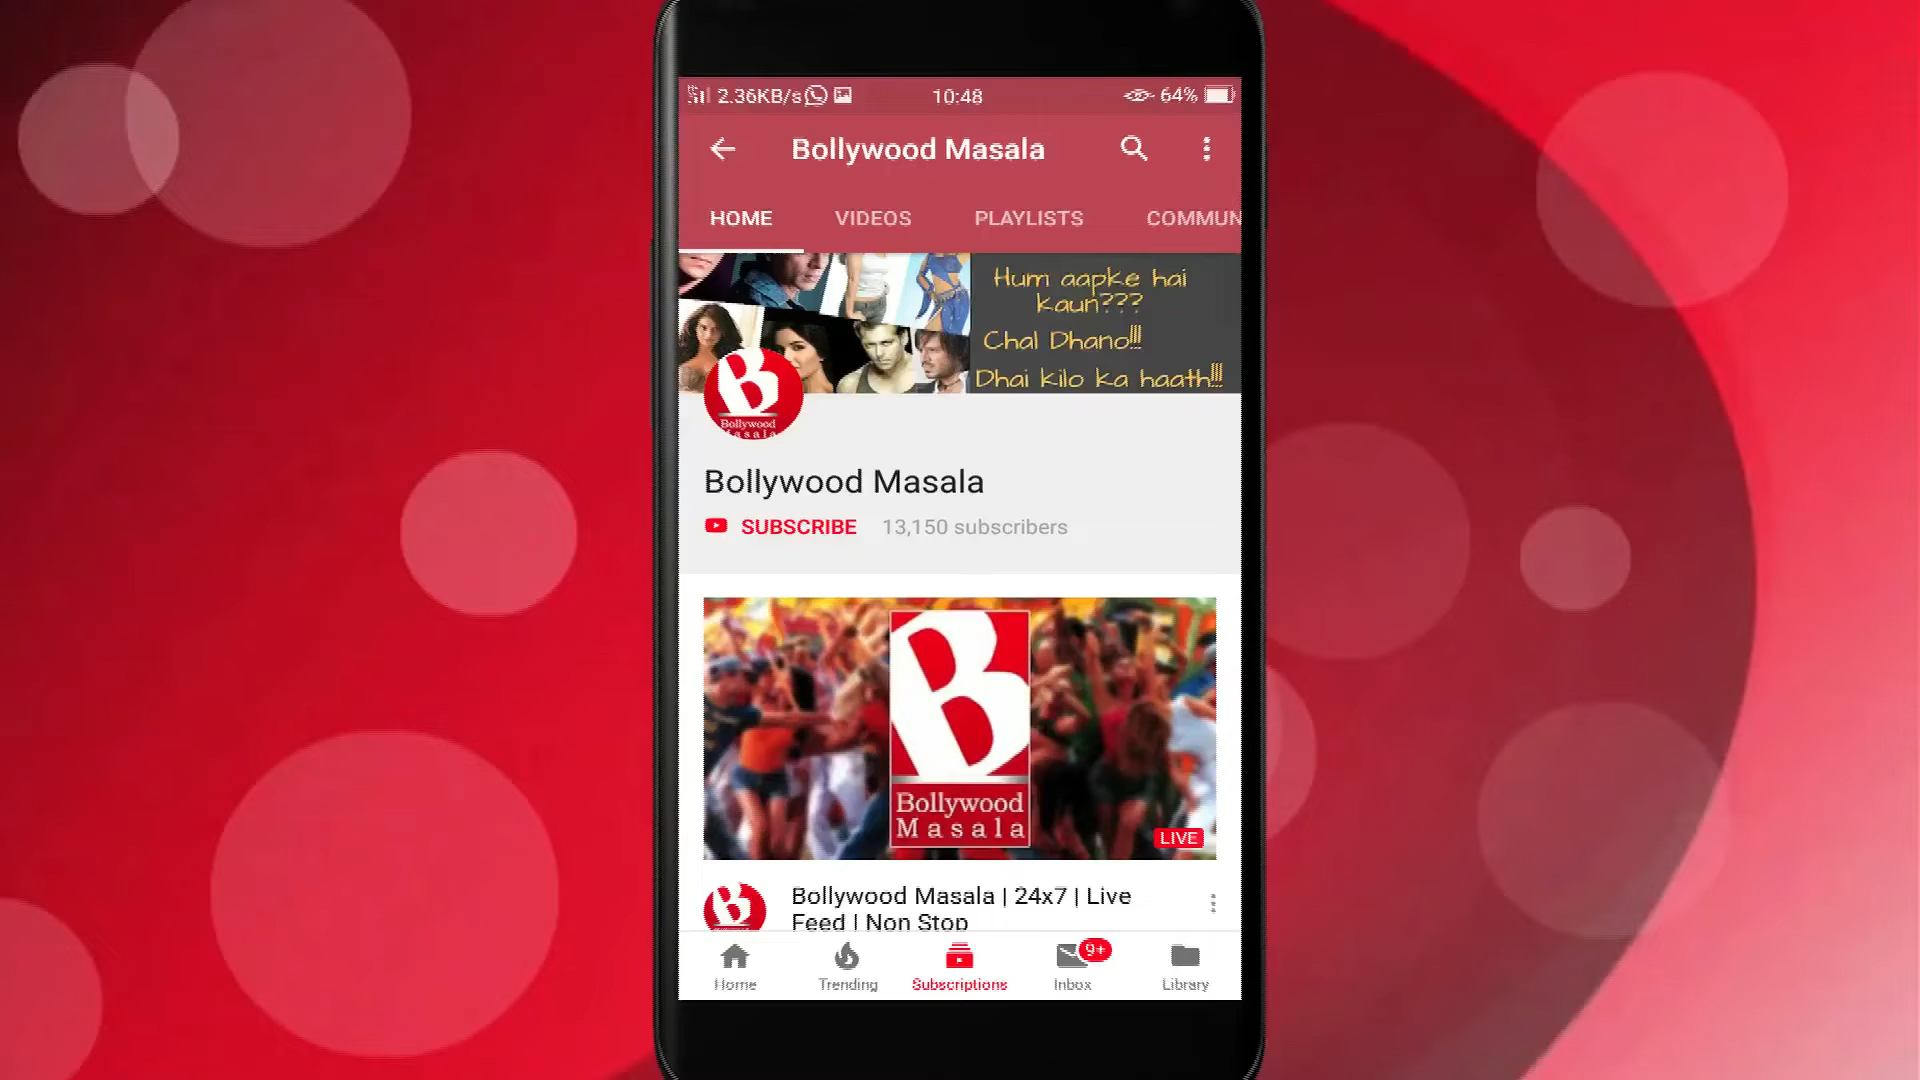 2.36KB/s 10:48 64%
Bollywood Masala
HOME VIDEOS PLAYLISTS COMMUN
Hum aapke hai
kaun???
Chal Dhano!!!
Dhai kilo ka haath!!!
B
Bollywood
Masala
Bollywood Masala
SUBSCRIBE 13,150 subscribers
B
Bollywood
Masala
LIVE
B
Bollywood Masala | 24x7 | Live
Feed | Non Stop
9+
Home Trending Subscriptions Inbox Library